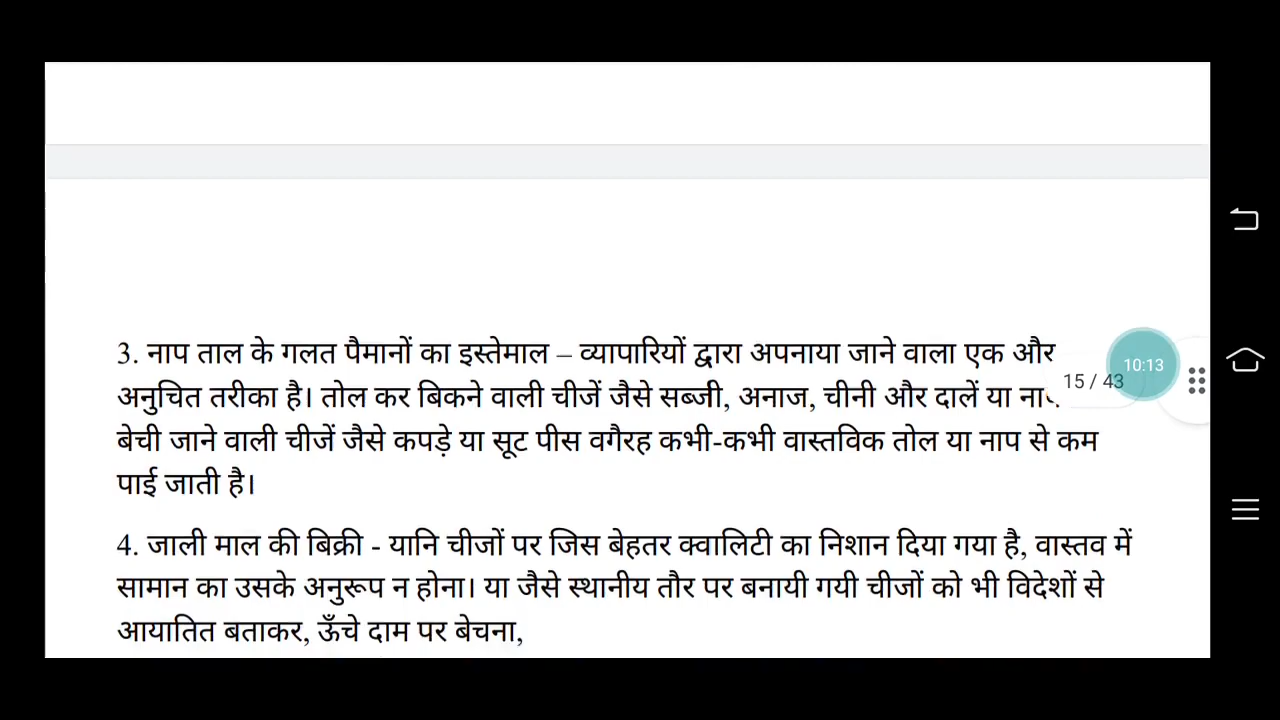 3. नाप ताल के गलत पैमानों का इस्तेमाल – व्यापारियों द्वारा अपनाया जाने वाला एक और
10:13
15 / 43
अनुचित तरीका है। तोल कर बिकने वाली चीजें जैसे सब्जी, अनाज, चीनी और दालें या
बेची जाने वाली चीजें जैसे कपड़े या सूट पीस वगैरह कभी-कभी वास्तविक तोल या नाप से कम
पाई जाती है।
4. जाली माल की बिक्री - यानि चीजों पर जिस बेहतर क्वालिटी का निशान दिया गया है, वास्तव में
सामान का उसके अनुरूप न होना। या जैसे स्थानीय तौर पर बनायी गयी चीजों को भी विदेशों से
आयातित बताकर, ऊँचे दाम पर बेचना,